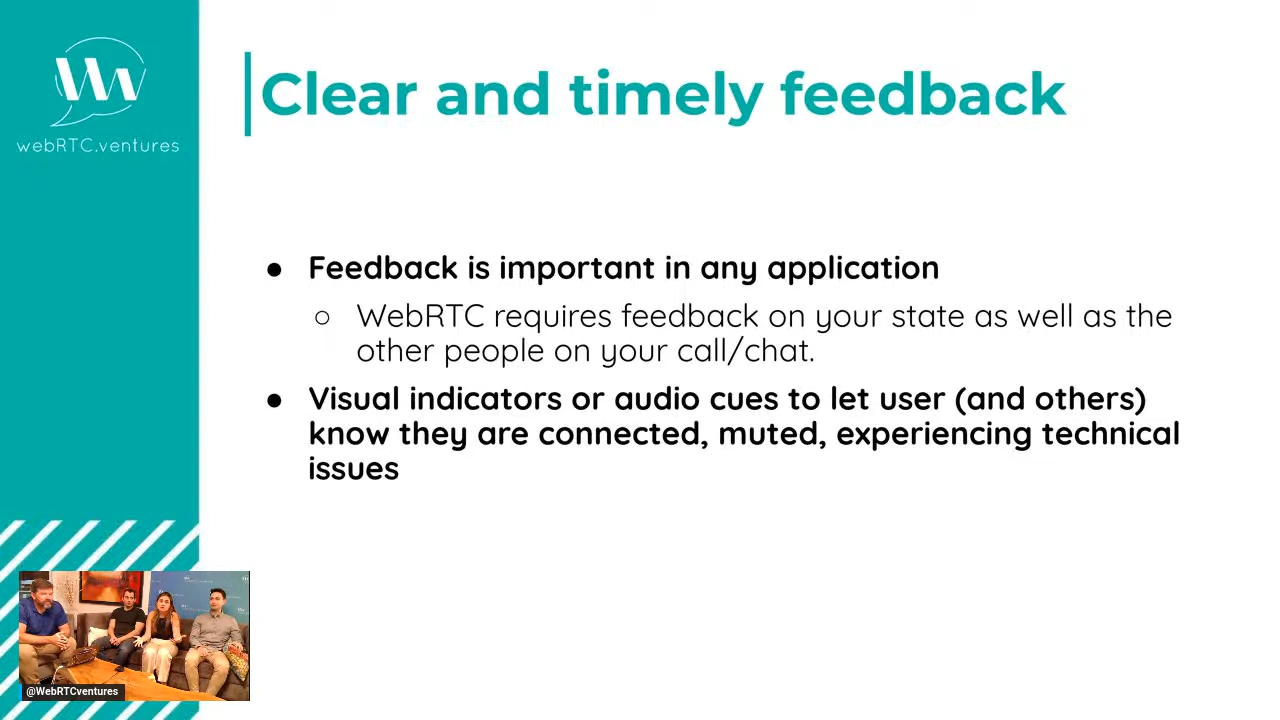 webRTC.ventures
Clear and timely feedback
● Feedback is important in any application
○ WebRTC requires feedback on your state as well as the
other people on your call/chat.
● Visual indicators or audio cues to let user (and others)
know they are connected, muted, experiencing technical
issues
@WebRTCventures